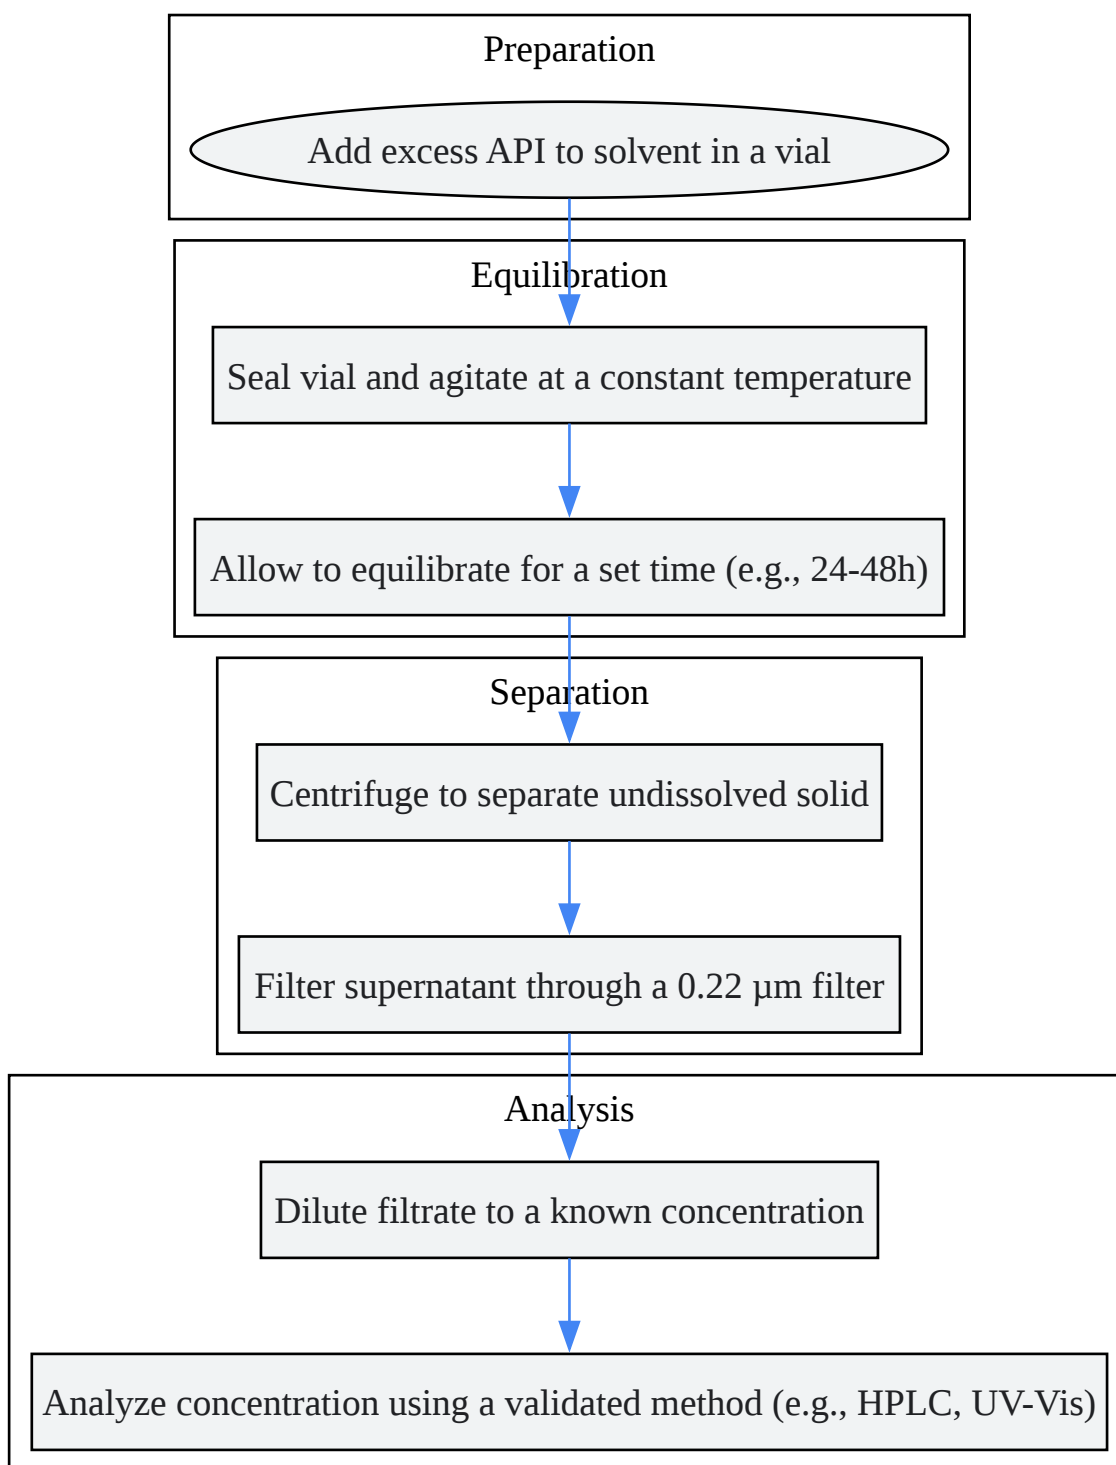 Preparation
Add excess API to solvent in a vial
Equilibration
Seal vial and agitate at a constant temperature
Allow to equilibrate for a set time (e.g., 24-48h)
Separation
Centrifuge to separate undissolved solid
Filter supernatant through a 0.22 µm filter
Analysis
Dilute filtrate to a known concentration
Analyze concentration using a validated method (e.g., HPLC, UV-Vis)